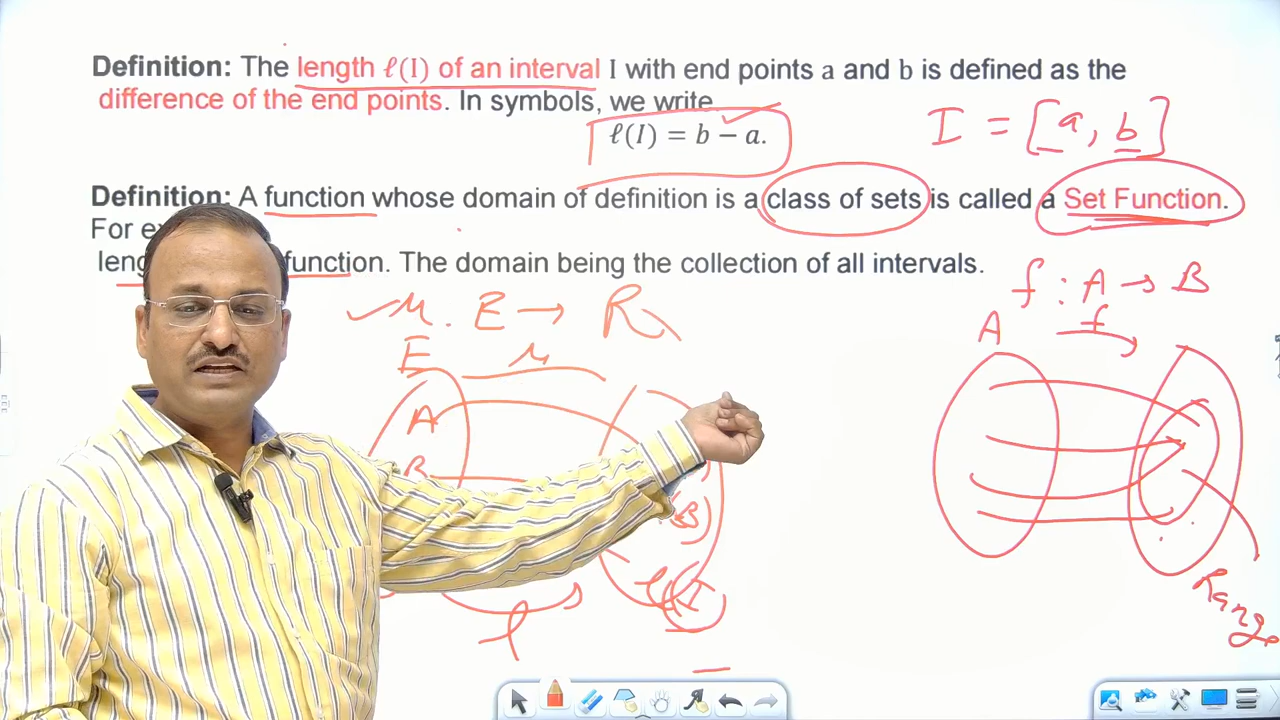 Definition: The length ℓ(I) of an interval I with end points a and b is defined as the
difference of the end points. In symbols, we write
ℓ(I) = b − a.
I = [a, b]
Definition: A function whose domain of definition is a class of sets is called a Set Function.
For ex
leng function. The domain being the collection of all intervals.
f : A → B
μ. E → R
A f
E μ
A
B
(B)
ℓ(I)
ℓ
Range